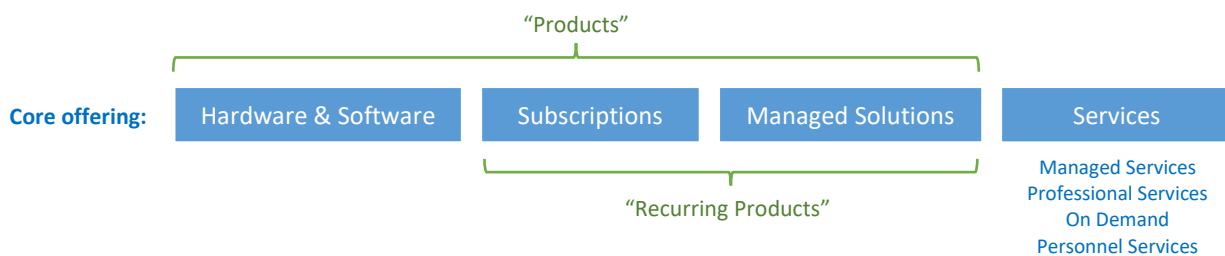 “Products”
Core offering: Hardware & Software Subscriptions Managed Solutions Services
“Recurring Products”
Managed Services
Professional Services
On Demand
Personnel Services